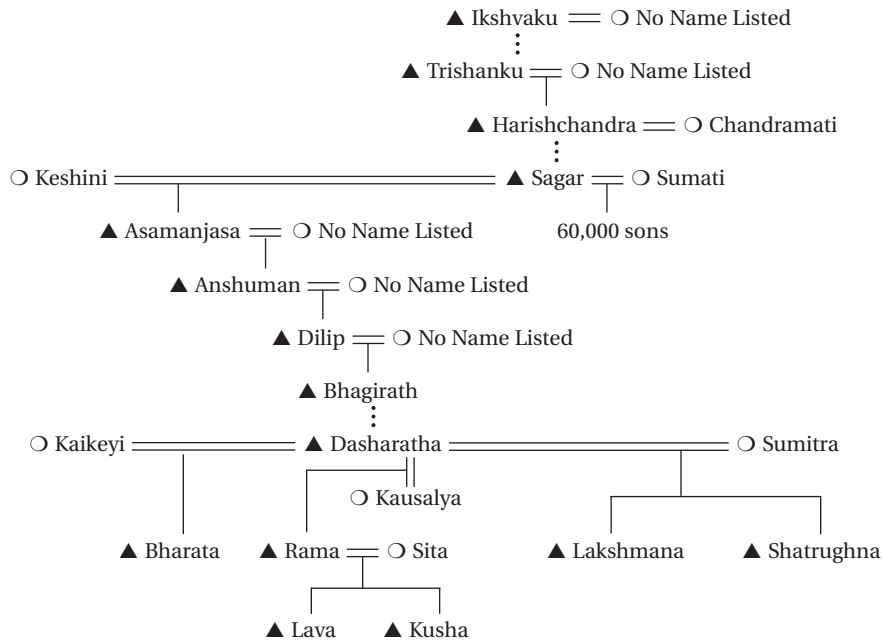 ▲ Ikshvaku ❍ No Name Listed
▲ Trishanku ❍ No Name Listed
▲ Harishchandra ❍ Chandramati
❍ Keshini ▲ Sagar ❍ Sumati
▲ Asamanjasa ❍ No Name Listed 60,000 sons
▲ Anshuman ❍ No Name Listed
▲ Dilip ❍ No Name Listed
▲ Bhagirath
❍ Kaikeyi ▲ Dasharatha ❍ Sumitra
❍ Kausalya
▲ Bharata ▲ Rama ❍ Sita ▲ Lakshmana ▲ Shatrughna
▲ Lava ▲ Kusha